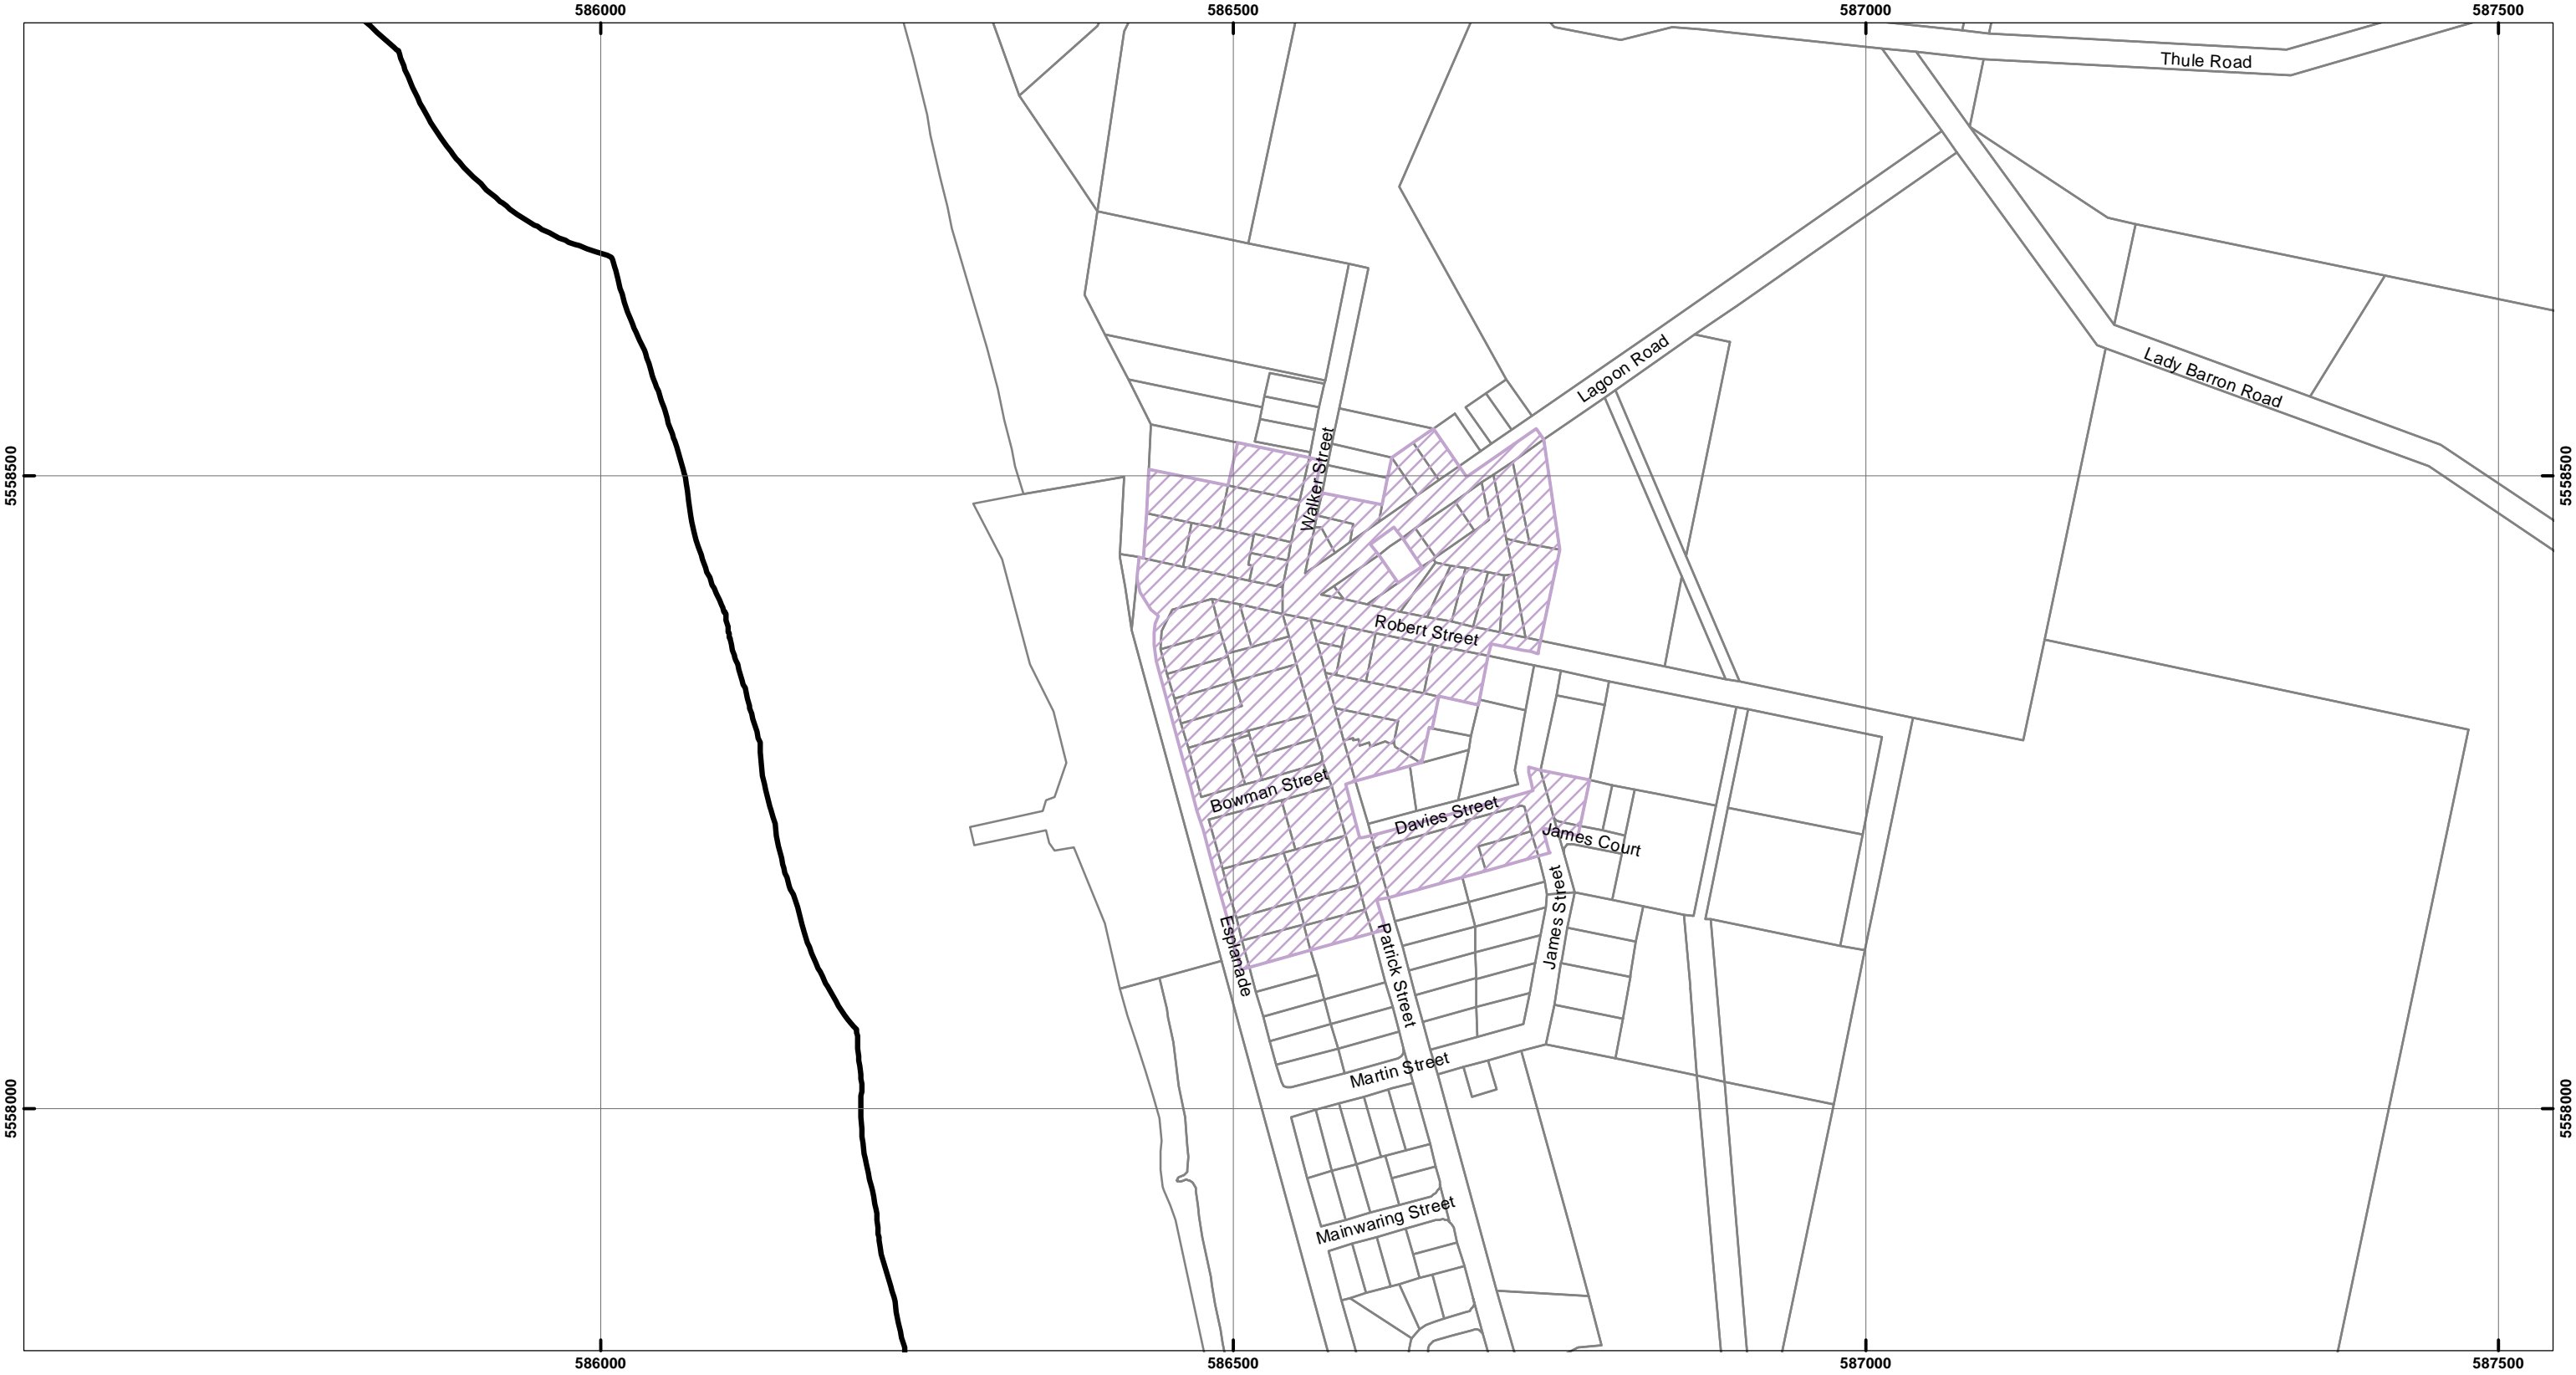 586000
586500
587000
587500
Thule Road
Lagoon Road
Lady Barron Road
5558500
5558500
Walker Street
Robert Street
Bowman Street
Davies Street
James Court
James Street
Esplanade
Patrick Street
Martin Street
5558000
5558000
Mainwaring Street
586000
586500
587000
587500